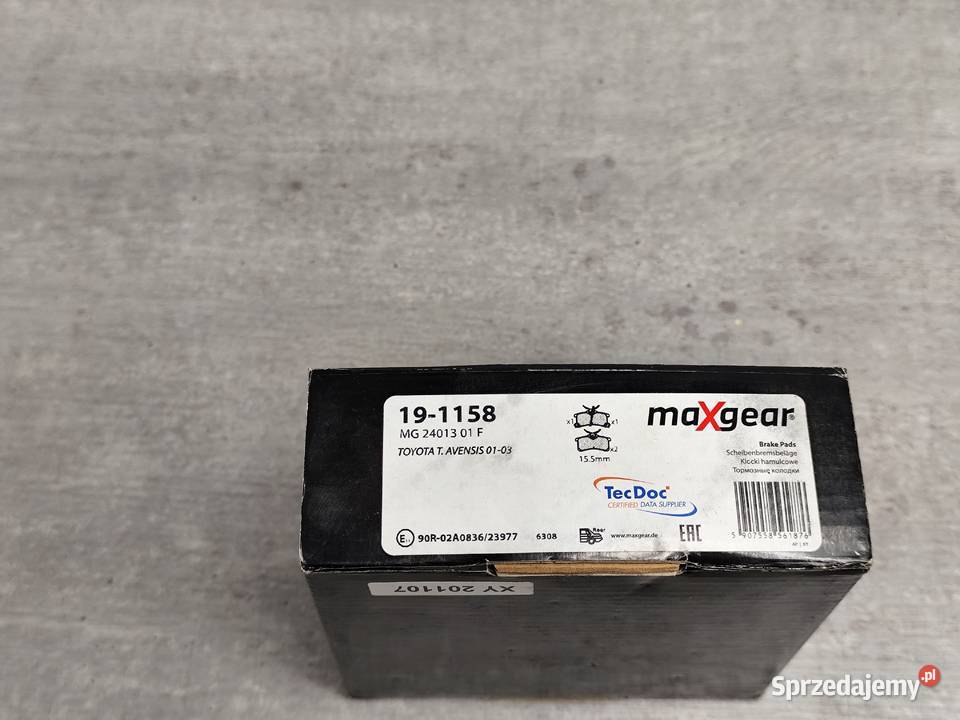 19-1158
MG 24013 01 F
TOYOTA T. AVENSIS 01-03
x1 x1
x2
15.5mm
maXgear®
Brake Pads
Scheibenbremsbeläge
Klocki hamulcowe
Тормозные колодки
TecDoc
CERTIFIED DATA SUPPLIER
90R-02A0836/23977
6308
Rear
www.maxgear.de
EAC
5 907558 561876
XY 201107
Sprzedajemy.pl